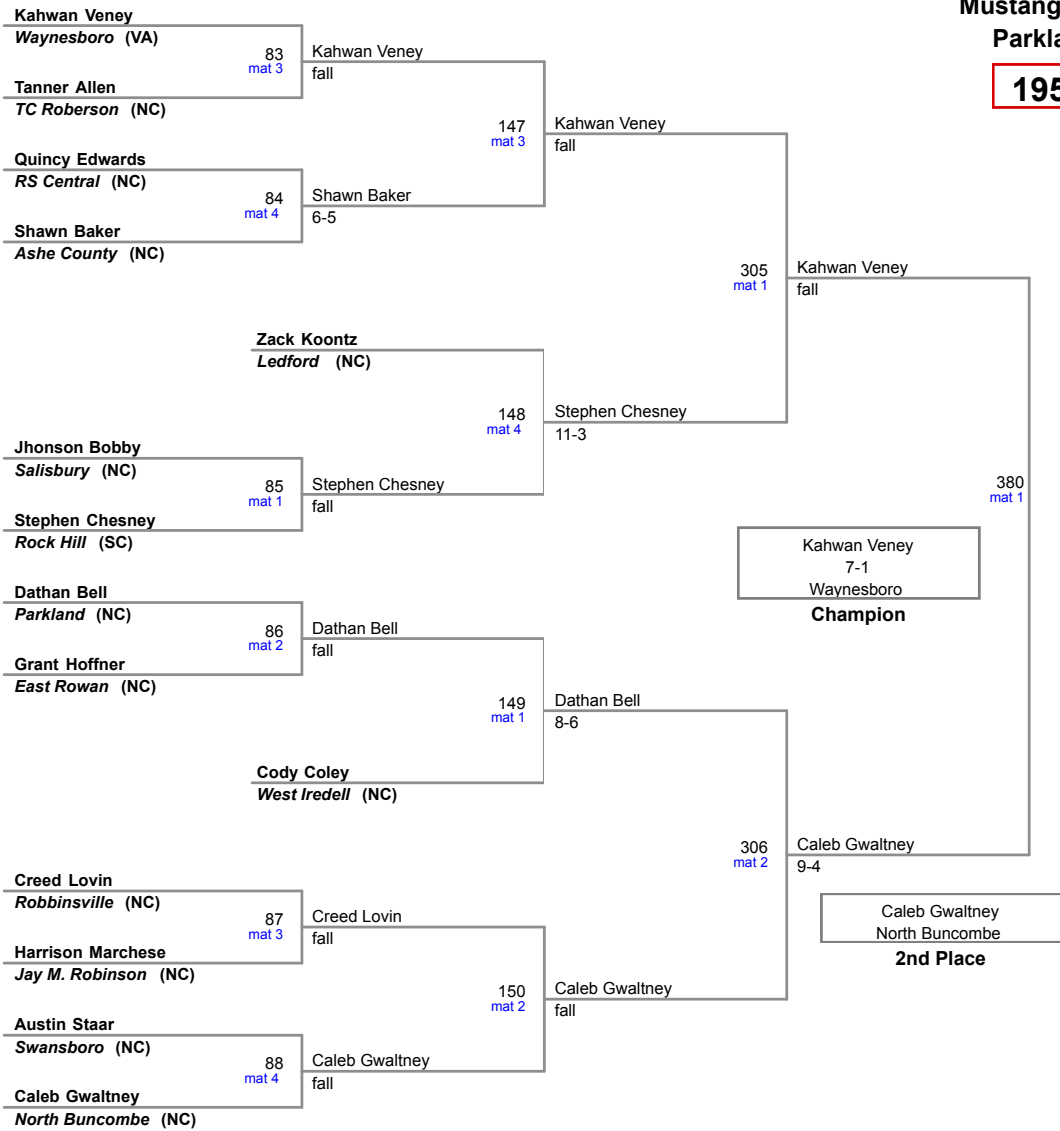 Kahwan Veney
Waynesboro (VA)
83
mat 3
Kahwan Veney
fall
Tanner Allen
TC Roberson (NC)
147
mat 3
Kahwan Veney
fall
Quincy Edwards
RS Central (NC)
84
mat 4
Shawn Baker
6-5
Shawn Baker
Ashe County (NC)
305
mat 1
Kahwan Veney
fall
Zack Koontz
Ledford (NC)
148
mat 4
Stephen Chesney
11-3
Jhonson Bobby
Salisbury (NC)
85
mat 1
Stephen Chesney
fall
Stephen Chesney
Rock Hill (SC)
380
mat 1
Kahwan Veney
7-1
Waynesboro
Champion
Dathan Bell
Parkland (NC)
86
mat 2
Dathan Bell
fall
Grant Hoffner
East Rowan (NC)
149
mat 1
Dathan Bell
8-6
Cody Coley
West Iredell (NC)
306
mat 2
Caleb Gwaltney
9-4
Creed Lovin
Robbinsville (NC)
87
mat 3
Creed Lovin
fall
Harrison Marchese
Jay M. Robinson (NC)
150
mat 2
Caleb Gwaltney
fall
Austin Staar
Swansboro (NC)
88
mat 4
Caleb Gwaltney
fall
Caleb Gwaltney
North Buncombe (NC)
Caleb Gwaltney
North Buncombe
2nd Place
Mustang
195